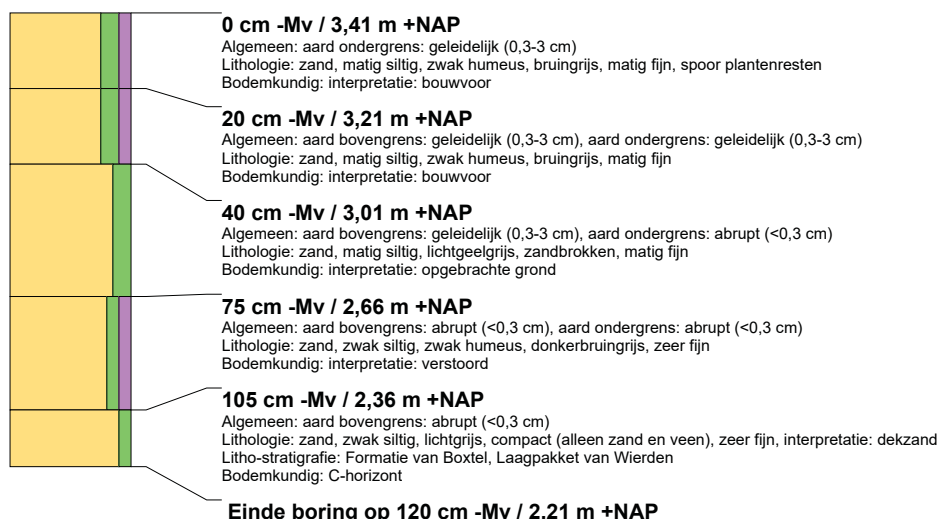 0 cm -Mv / 3,41 m +NAP
Algemeen: aard ondergrens: geleidelijk (0,3-3 cm)
Lithologie: zand, matig siltig, zwak humeus, bruingrijs, matig fijn, spoor plantenresten
Bodemkundig: interpretatie: bouwvoor
20 cm -Mv / 3,21 m +NAP
Algemeen: aard bovengrens: geleidelijk (0,3-3 cm), aard ondergrens: geleidelijk (0,3-3 cm)
Lithologie: zand, matig siltig, zwak humeus, bruingrijs, matig fijn
Bodemkundig: interpretatie: bouwvoor
40 cm -Mv / 3,01 m +NAP
Algemeen: aard bovengrens: geleidelijk (0,3-3 cm), aard ondergrens: abrupt (<0,3 cm)
Lithologie: zand, matig siltig, lichtgeelgrijs, zandbrokken, matig fijn
Bodemkundig: interpretatie: opgebrachte grond
75 cm -Mv / 2,66 m +NAP
Algemeen: aard bovengrens: abrupt (<0,3 cm), aard ondergrens: abrupt (<0,3 cm)
Lithologie: zand, zwak siltig, zwak humeus, donkerbruingrijs, zeer fijn
Bodemkundig: interpretatie: verstoord
105 cm -Mv / 2,36 m +NAP
Algemeen: aard bovengrens: abrupt (<0,3 cm)
Lithologie: zand, zwak siltig, lichtgrijs, compact (alleen zand en veen), zeer fijn, interpretatie: dekzand
Litho-stratigrafie: Formatie van Boxtel, Laagpakket van Wierden
Bodemkundig: C-horizont
Einde boring op 120 cm -Mv / 2,21 m +NAP